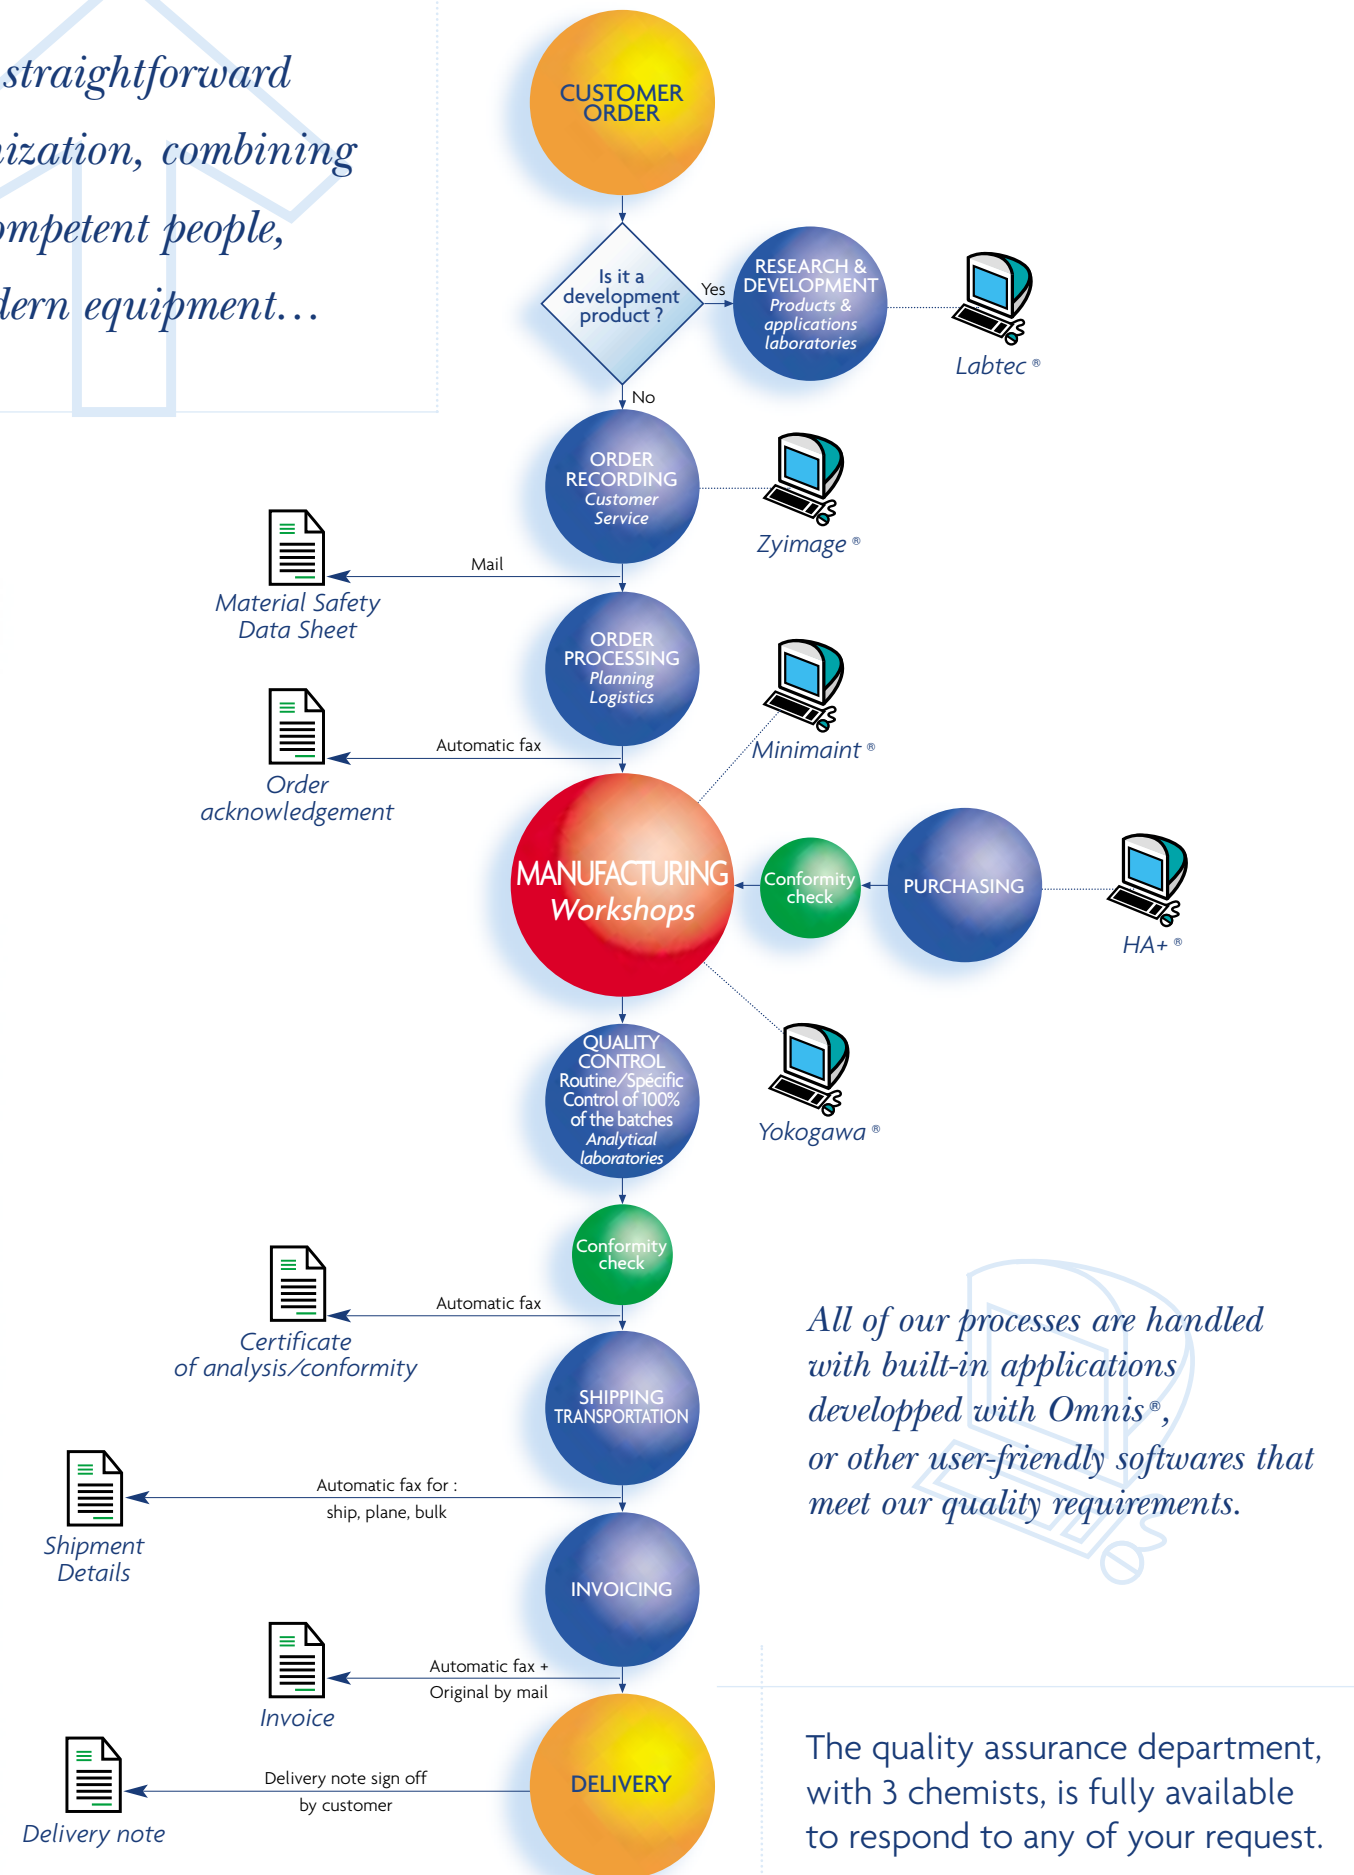 straightforward
combining
people,
equipment…
CUSTOMER
ORDER
Is it a
development
product ?
Yes
RESEARCH &
DEVELOPMENT
Products &
applications
laboratories
Labtec ®
No
ORDER
RECORDING
Customer
Service
Zyimage ®
Mail
Material Safety
Data Sheet
ORDER
PROCESSING
Planning
Logistics
Minimaint ®
Automatic fax
Order
acknowledgement
MANUFACTURING
Workshops
Conformity
check
PURCHASING
HA+ ®
QUALITY
CONTROL
Routine/Spécific
Control of 100%
of the batches
Analytical
laboratories
Yokogawa ®
Conformity
check
Automatic fax
Certificate
of analysis/conformity
SHIPPING
TRANSPORTATION
All of our processes are handled
with built-in applications
developped with Omnis®,
or other user-friendly softwares that
meet our quality requirements.
Automatic fax for :
ship, plane, bulk
Shipment
Details
INVOICING
Automatic fax +
Original by mail
Invoice
DELIVERY
Delivery note sign off
by customer
Delivery note
The quality assurance department,
with 3 chemists, is fully available
to respond to any of your request.